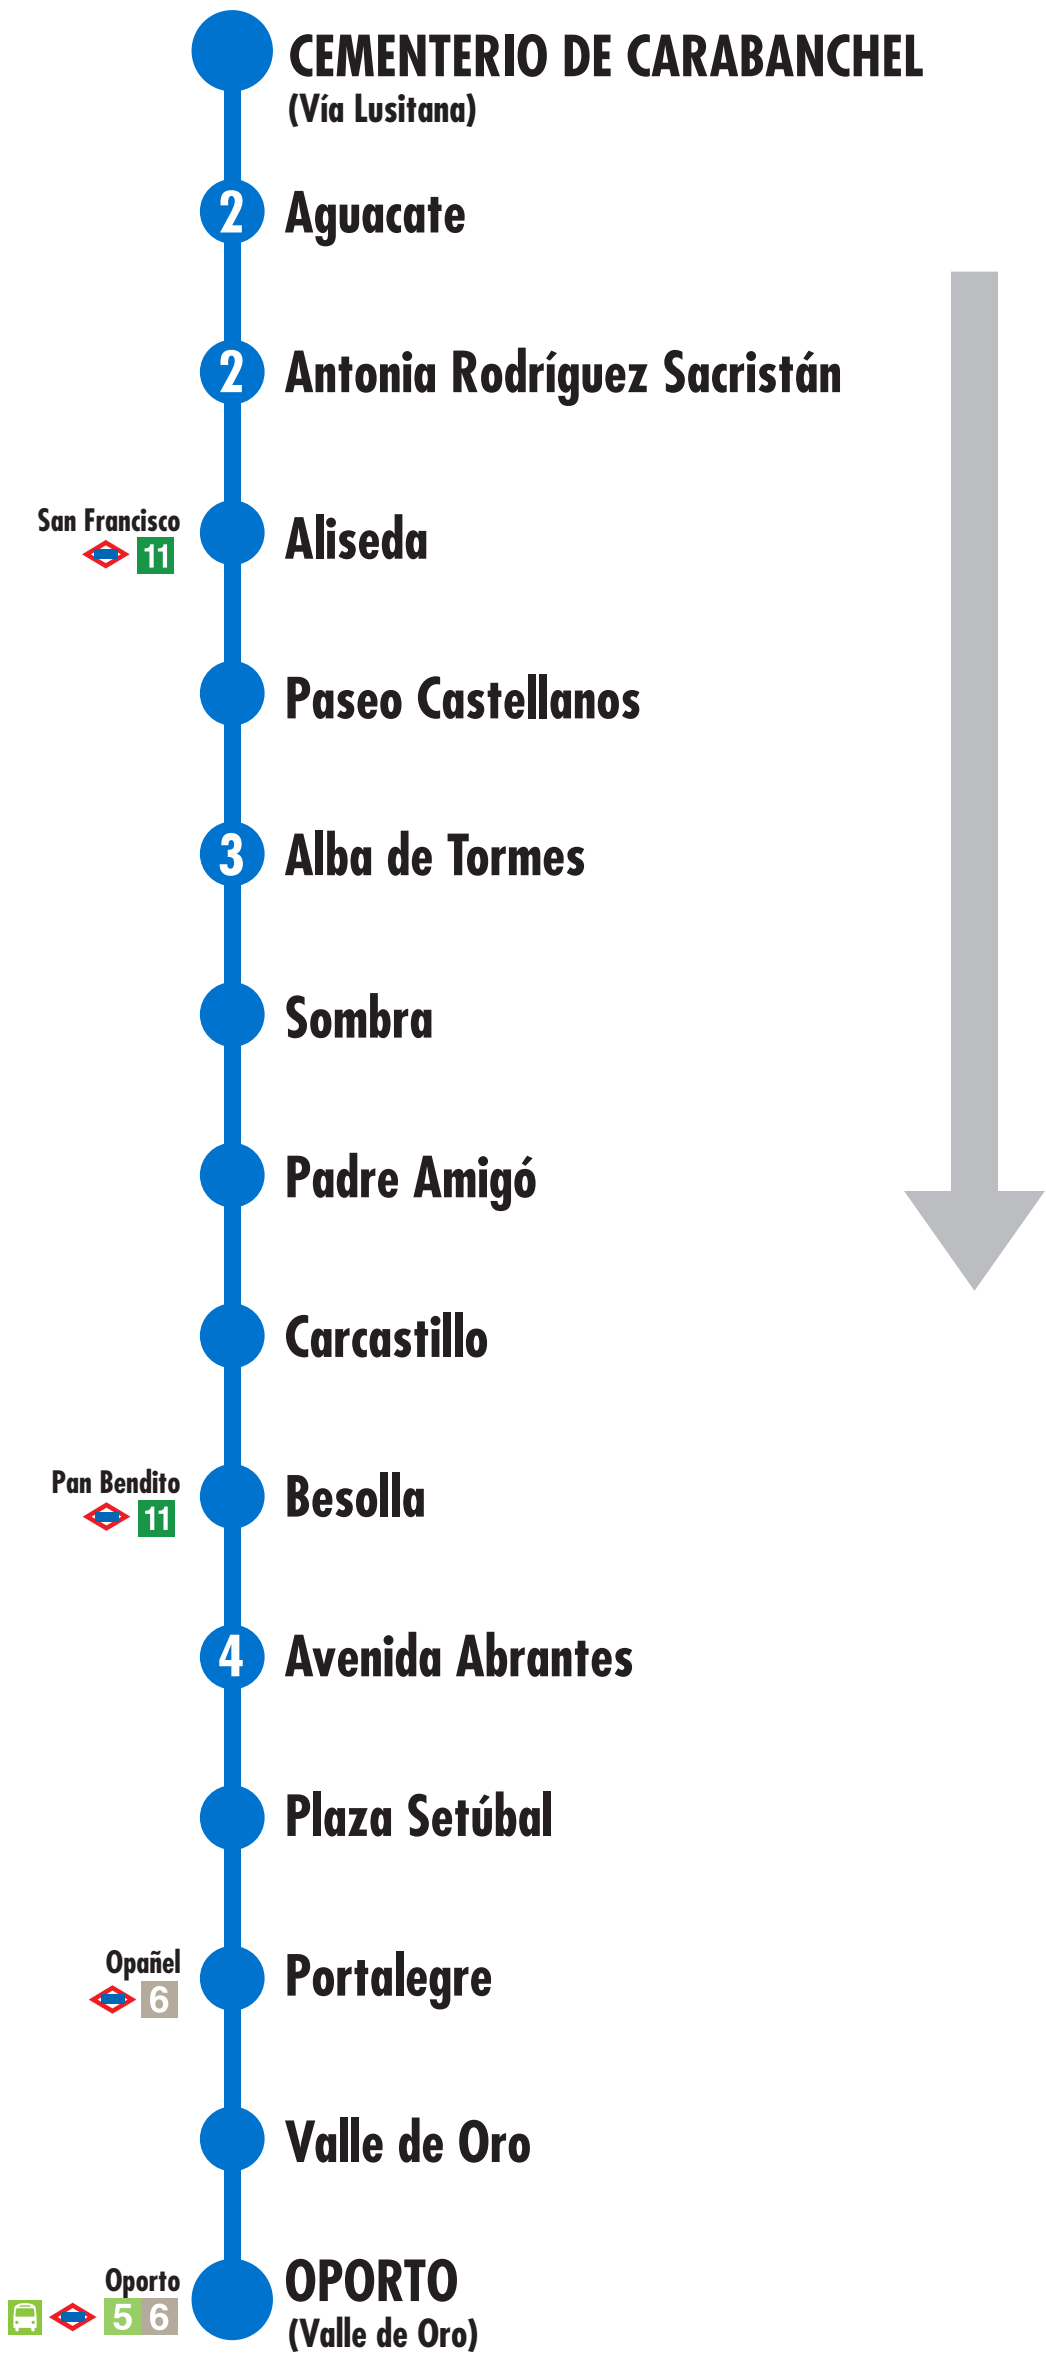 CEMENTERIO DE CARABANCHEL
(Vía Lusitana)
2 Aguacate
2 Antonia Rodríguez Sacristán
San Francisco
11
Aliseda
Paseo Castellanos
3 Alba de Tormes
Sombra
Padre Amigó
Carcastillo
Pan Bendito
11
Besolla
4 Avenida Abrantes
Plaza Setúbal
Opañel
6
Portalegre
Valle de Oro
Oporto
5 6
OPORTO
(Valle de Oro)